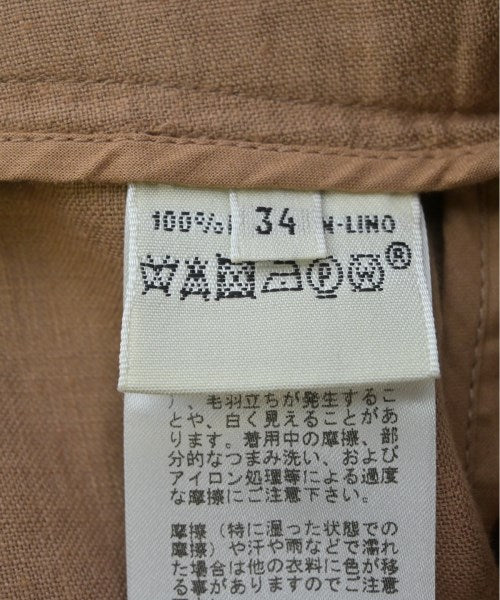 100% 34 N-LINO
P W ®
)、毛羽立ちが発生するこ
とや、白く見えることがあ
ります。着用中の摩擦、部
分的なつまみ洗い、および
アイロン処理等による過度
な摩擦にご注意下さい。
摩擦（特に湿った状態での
摩擦）や汗や雨などで濡れ
た場合は他の衣料に色が移
る事がありますのでご注意